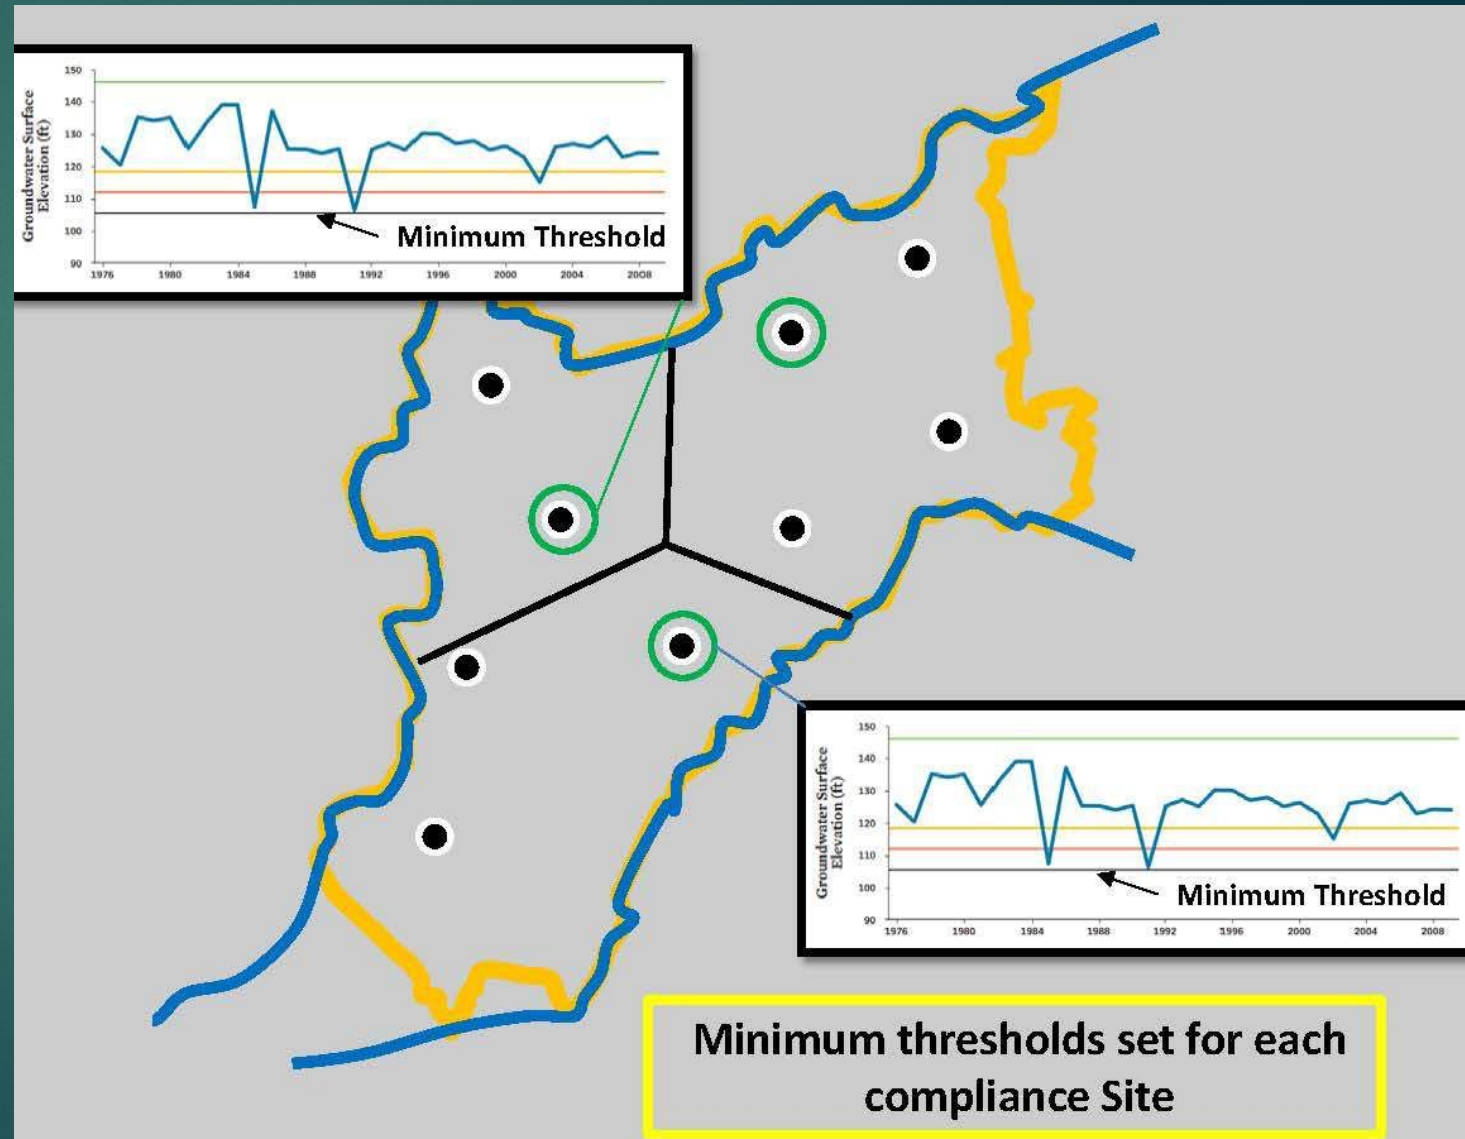 Groundwater Surface
Elevation (ft)
150
140
130
120
110
100
90
Minimum Threshold
1976 1980 1984 1988 1992 1996 2000 2004 2008
Groundwater Surface
Elevation (ft)
150
140
130
120
110
100
90
Minimum Threshold
1976 1980 1984 1988 1992 1996 2000 2004 2008
Minimum thresholds set for each
compliance Site